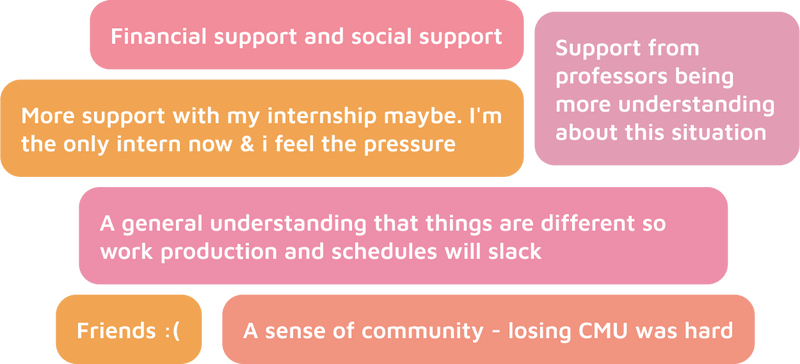 Financial support and social support
Support from
professors being
more understanding
about this situation
More support with my internship maybe. I'm
the only intern now & i feel the pressure
A general understanding that things are different so
work production and schedules will slack
Friends :(
A sense of community - losing CMU was hard